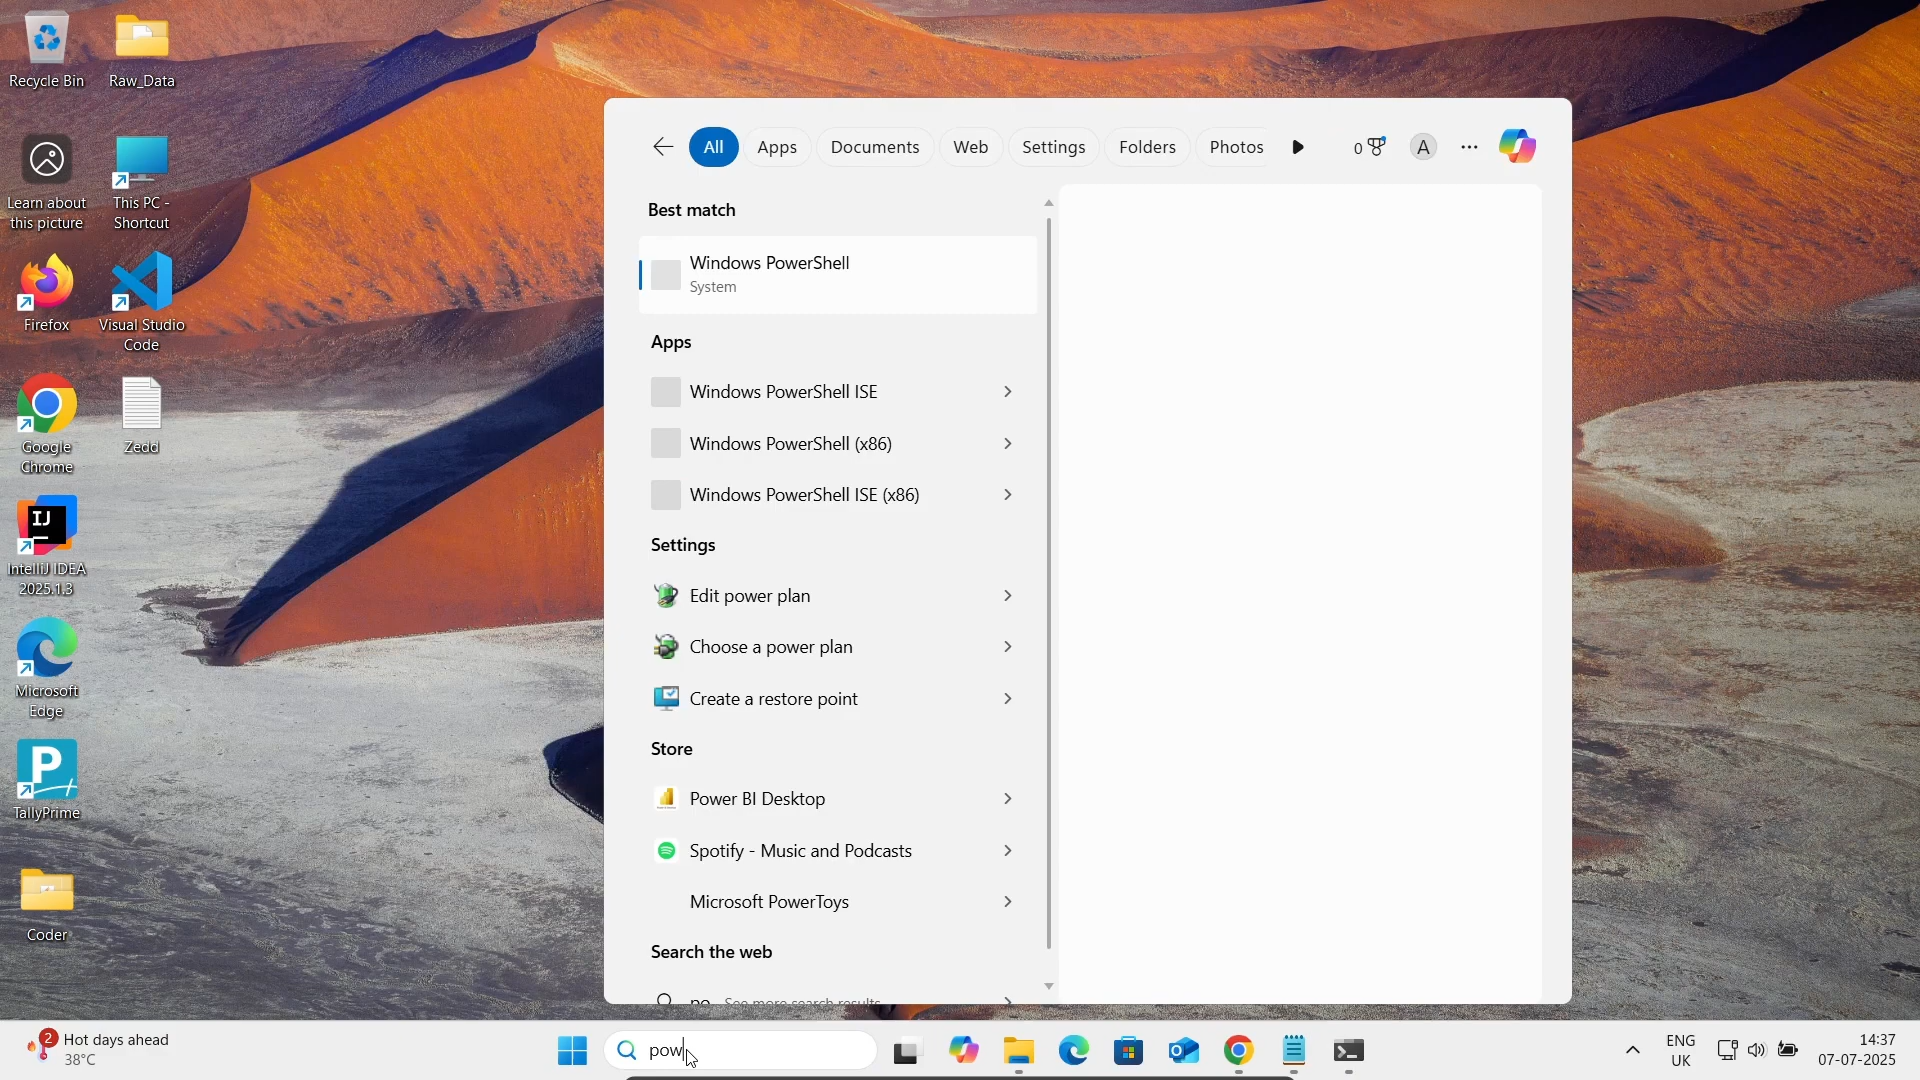 Recycle Bin
Raw_Data
Learn about
this picture
This PC -
Shortcut
Firefox
Visual Studio
Code
Google
Chrome
Zedd
IJ
IntelliJ IDEA
2025.1.3
Microsoft
Edge
P
TallyPrime
Coder
All
Apps
Documents
Web
Settings
Folders
Photos
0
A
Best match
Windows PowerShell
System
Apps
Windows PowerShell ISE
Windows PowerShell (x86)
Windows PowerShell ISE (x86)
Settings
Edit power plan
Choose a power plan
Create a restore point
Store
Power BI Desktop
Spotify - Music and Podcasts
Microsoft PowerToys
Search the web
po - See more search results
2
Hot days ahead
38°C
pow
ENG
UK
14:37
07-07-2025